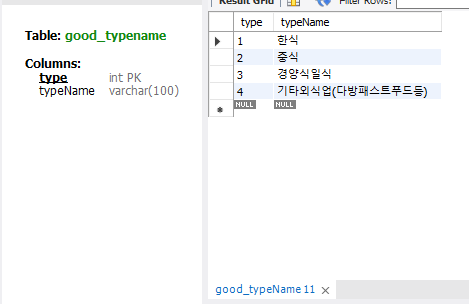 Result Grid Filter Rows:
Table: good_typename
Columns:
type int PK
typeName varchar(100)
type typeName
1 한식
2 중식
3 경양식일식
4 기타외식업(다방패스트푸드등)
NULL NULL
good_typeName 11